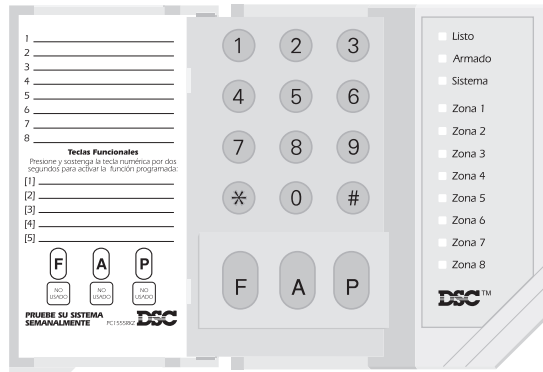 1
2
3
4
5
6
7
8
Teclas Funcionales
Presione y sostenga la tecla numérica por dos
segundos para activar la función programada:
[1]
[2]
[3]
[4]
[5]
F A P
NO USADO NO USADO NO USADO
PRUEBE SU SISTEMA
SEMANALMENTE PC1555RKZ DSC
1 2 3
4 5 6
7 8 9
* 0 #
F A P
Listo
Armado
Sistema
Zona 1
Zona 2
Zona 3
Zona 4
Zona 5
Zona 6
Zona 7
Zona 8
DSC™